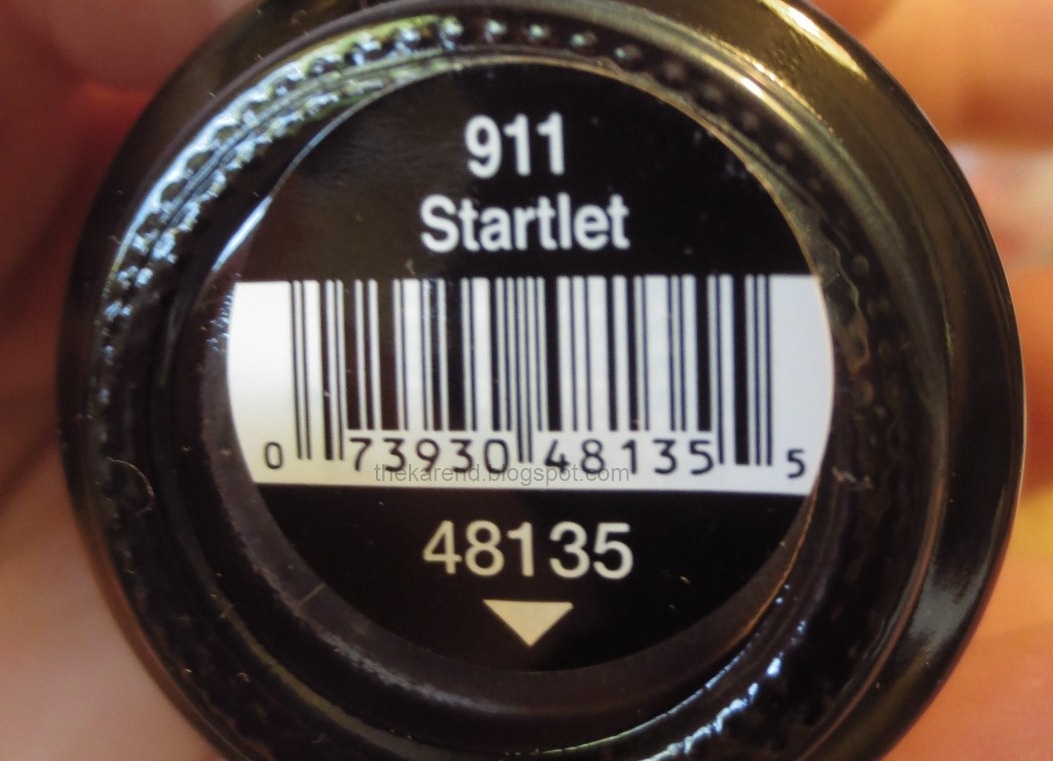 911
Startlet
0 73930 48135 5
thekarend.blogspot.com
48135